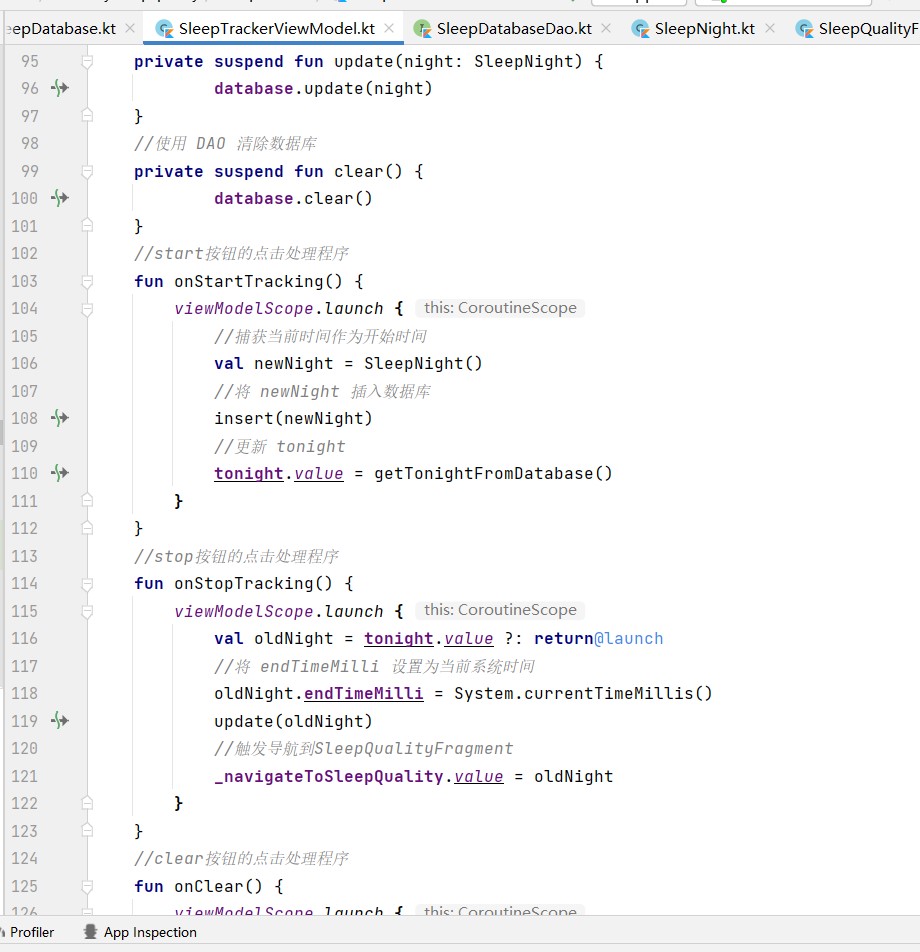 epDatabase.kt SleepTrackerViewModel.kt SleepDatabaseDao.kt SleepNight.kt SleepQualityF
95 private suspend fun update(night: SleepNight) {
96 database.update(night)
97 }
98 //使用 DAO 清除数据库
99 private suspend fun clear() {
100 database.clear()
101 }
102 //start按钮的点击处理程序
103 fun onStartTracking() {
104 viewModelScope.launch { this: CoroutineScope
105 //捕获当前时间作为开始时间
106 val newNight = SleepNight()
107 //将 newNight 插入数据库
108 insert(newNight)
109 //更新 tonight
110 tonight.value = getTonightFromDatabase()
111 }
112 }
113 //stop按钮的点击处理程序
114 fun onStopTracking() {
115 viewModelScope.launch { this: CoroutineScope
116 val oldNight = tonight.value ?: return@launch
117 //将 endTimeMilli 设置为当前系统时间
118 oldNight.endTimeMilli = System.currentTimeMillis()
119 update(oldNight)
120 //触发导航到SleepQualityFragment
121 _navigateToSleepQuality.value = oldNight
122 }
123 }
124 //clear按钮的点击处理程序
125 fun onClear() {
126 viewModelScope.launch { this: CoroutineScope
Profiler App Inspection